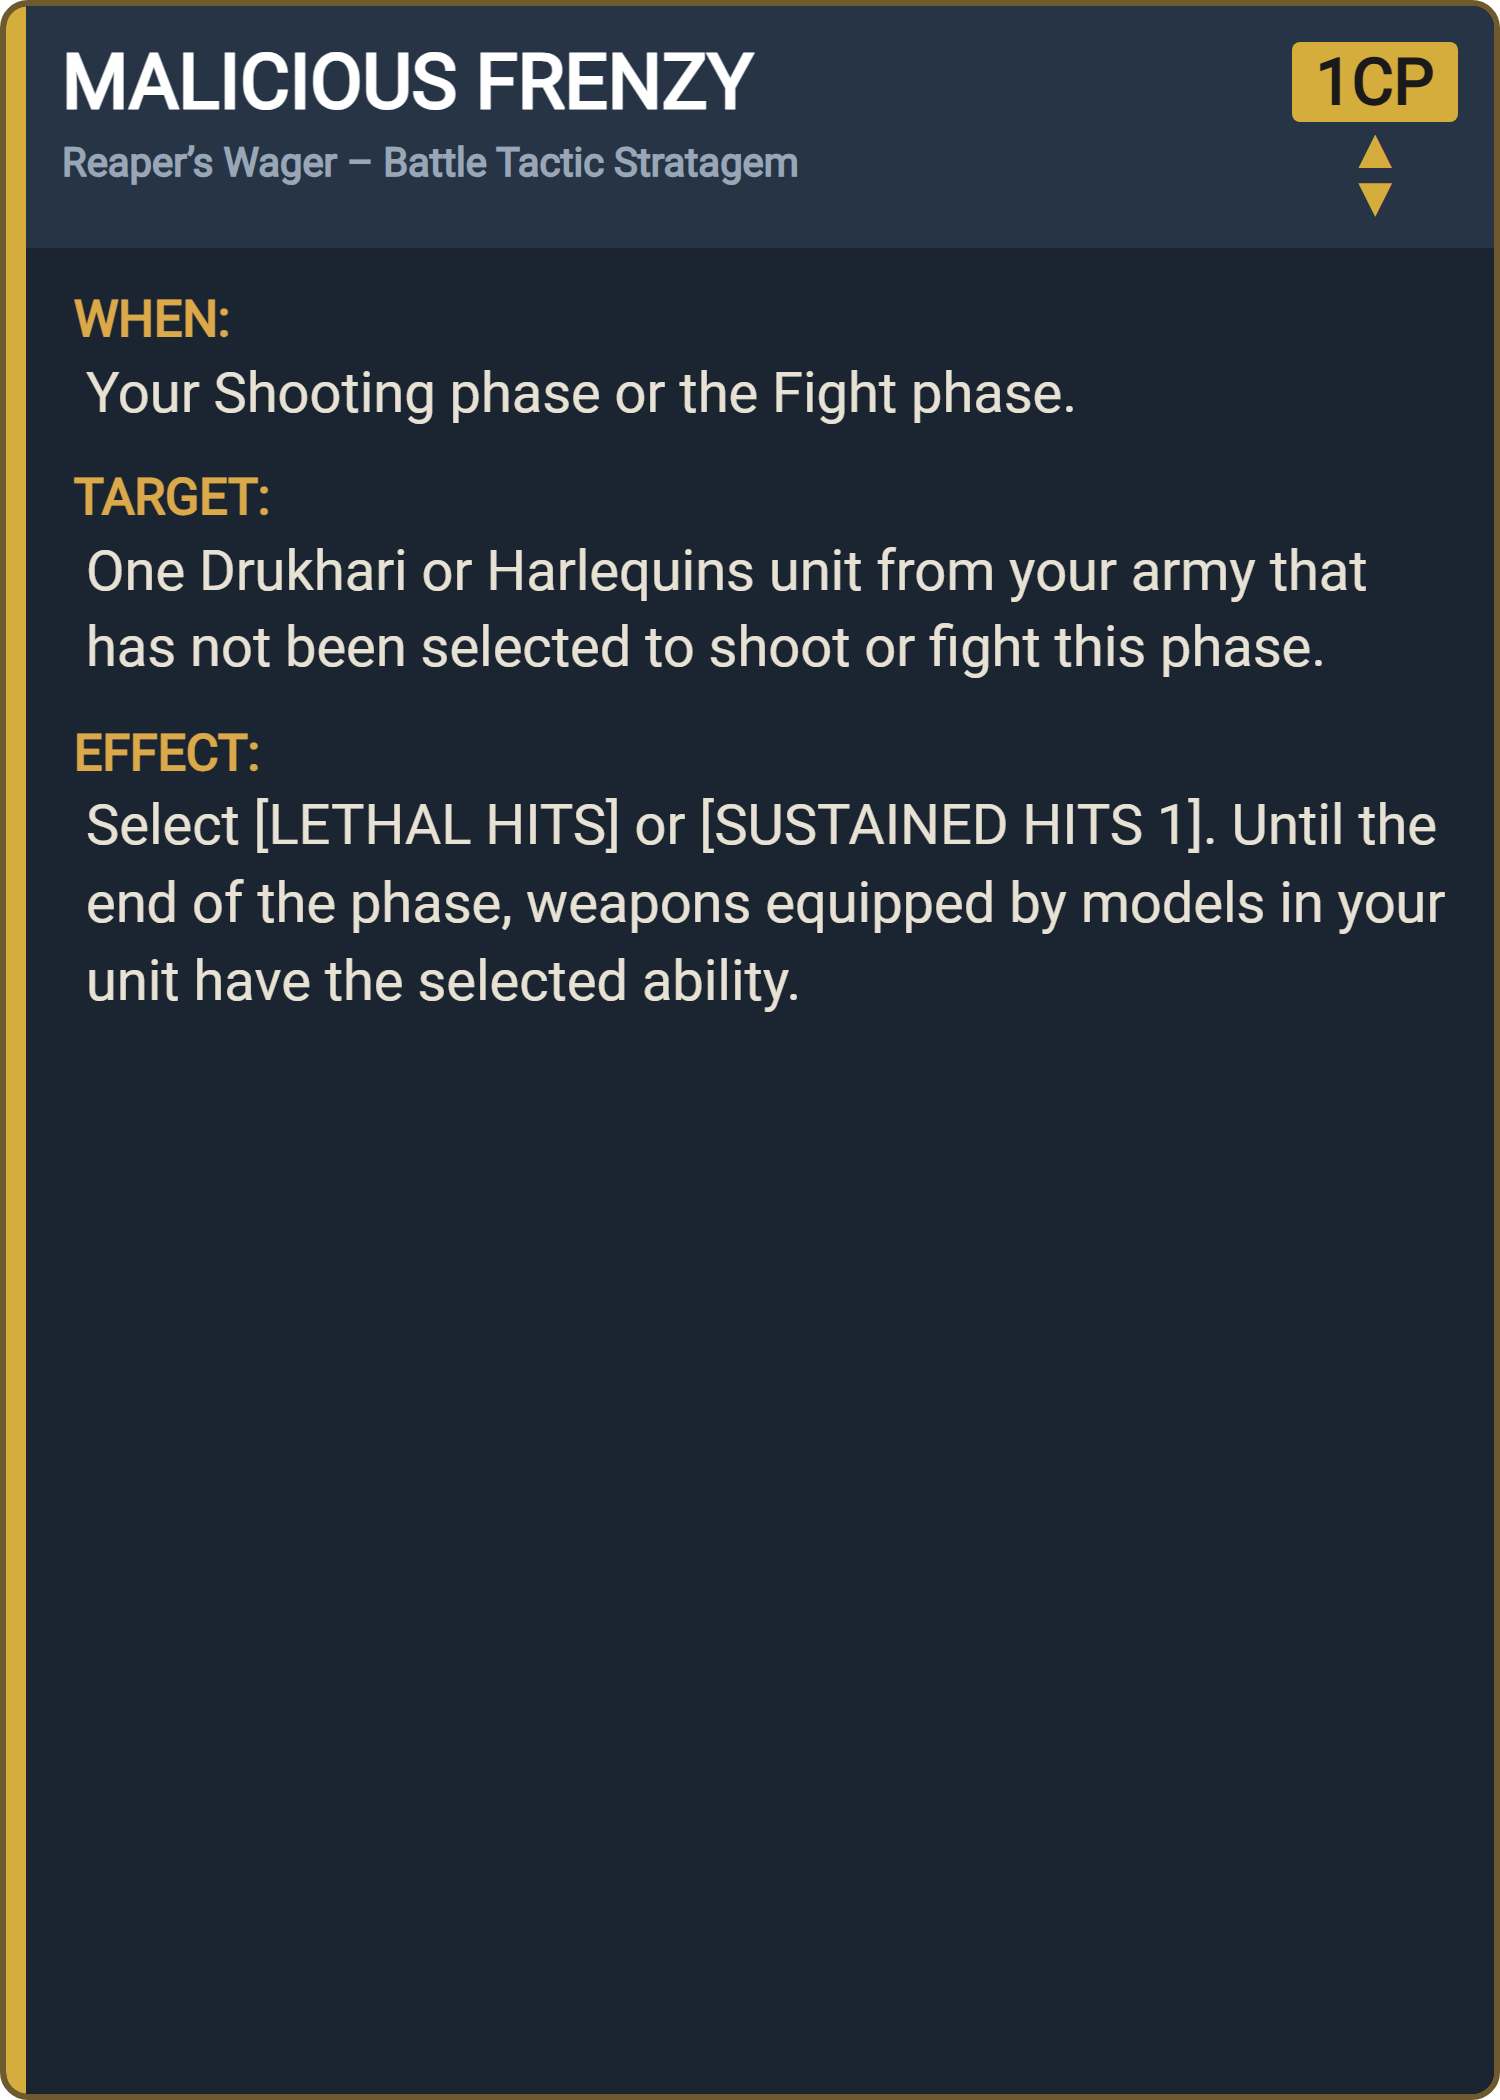 MALICIOUS FRENZY
1CP
Reaper’s Wager – Battle Tactic Stratagem
WHEN:
Your Shooting phase or the Fight phase.
TARGET:
One Drukhari or Harlequins unit from your army that
has not been selected to shoot or fight this phase.
EFFECT:
Select [LETHAL HITS] or [SUSTAINED HITS 1]. Until the
end of the phase, weapons equipped by models in your
unit have the selected ability.